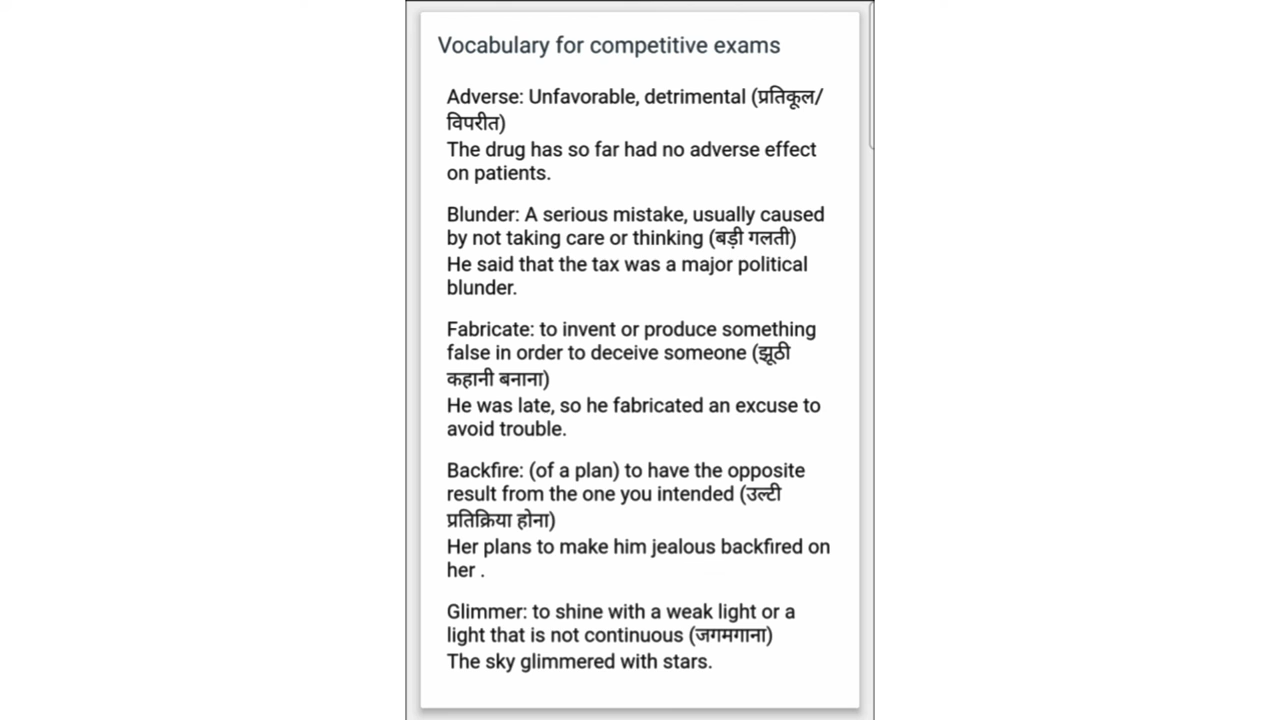 Vocabulary for competitive exams
Adverse: Unfavorable, detrimental (प्रतिकूल/
विपरीत)
The drug has so far had no adverse effect
on patients.
Blunder: A serious mistake, usually caused
by not taking care or thinking (बड़ी गलती)
He said that the tax was a major political
blunder.
Fabricate: to invent or produce something
false in order to deceive someone (झूठी
कहानी बनाना)
He was late, so he fabricated an excuse to
avoid trouble.
Backfire: (of a plan) to have the opposite
result from the one you intended (उल्टी
प्रतिक्रिया होना)
Her plans to make him jealous backfired on
her .
Glimmer: to shine with a weak light or a
light that is not continuous (जगमगाना)
The sky glimmered with stars.